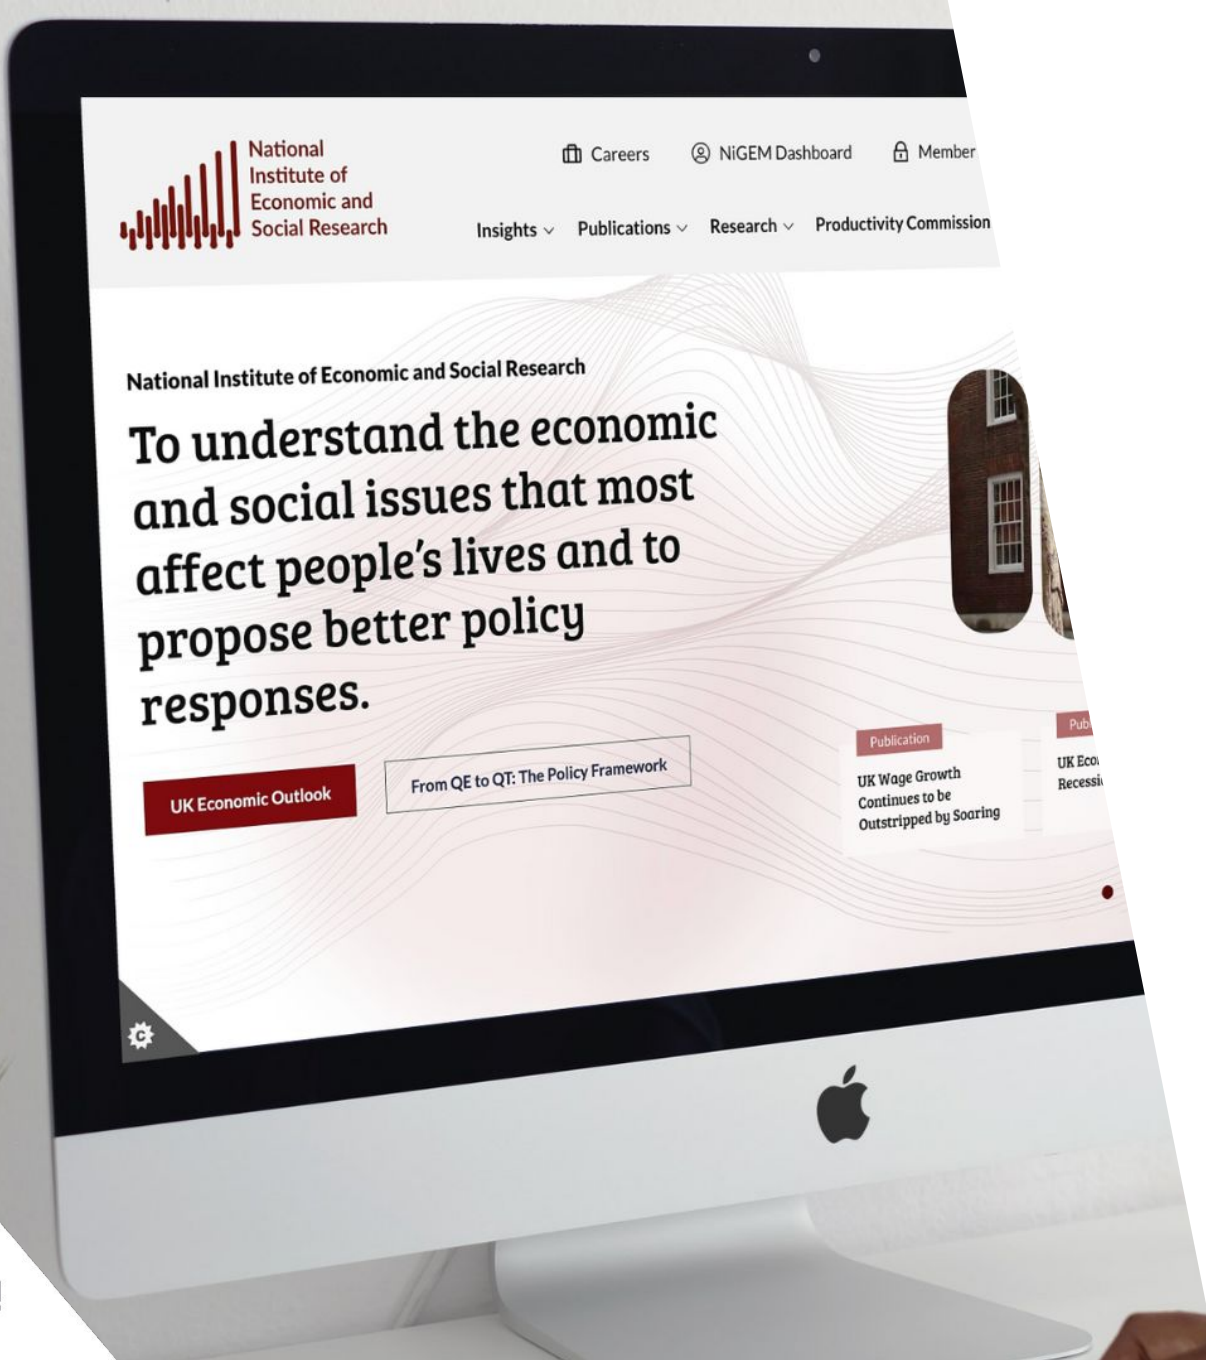 National
Institute of
Economic and
Social Research
Careers
NiGEM Dashboard
Member
Insights
Publications
Research
Productivity Commission
National Institute of Economic and Social Research
To understand the economic
and social issues that most
affect people's lives and to
propose better policy
responses.
UK Economic Outlook
From QE to QT: The Policy Framework
Publication
UK Wage Growth
Continues to be
Outstripped by Soaring
UK
C